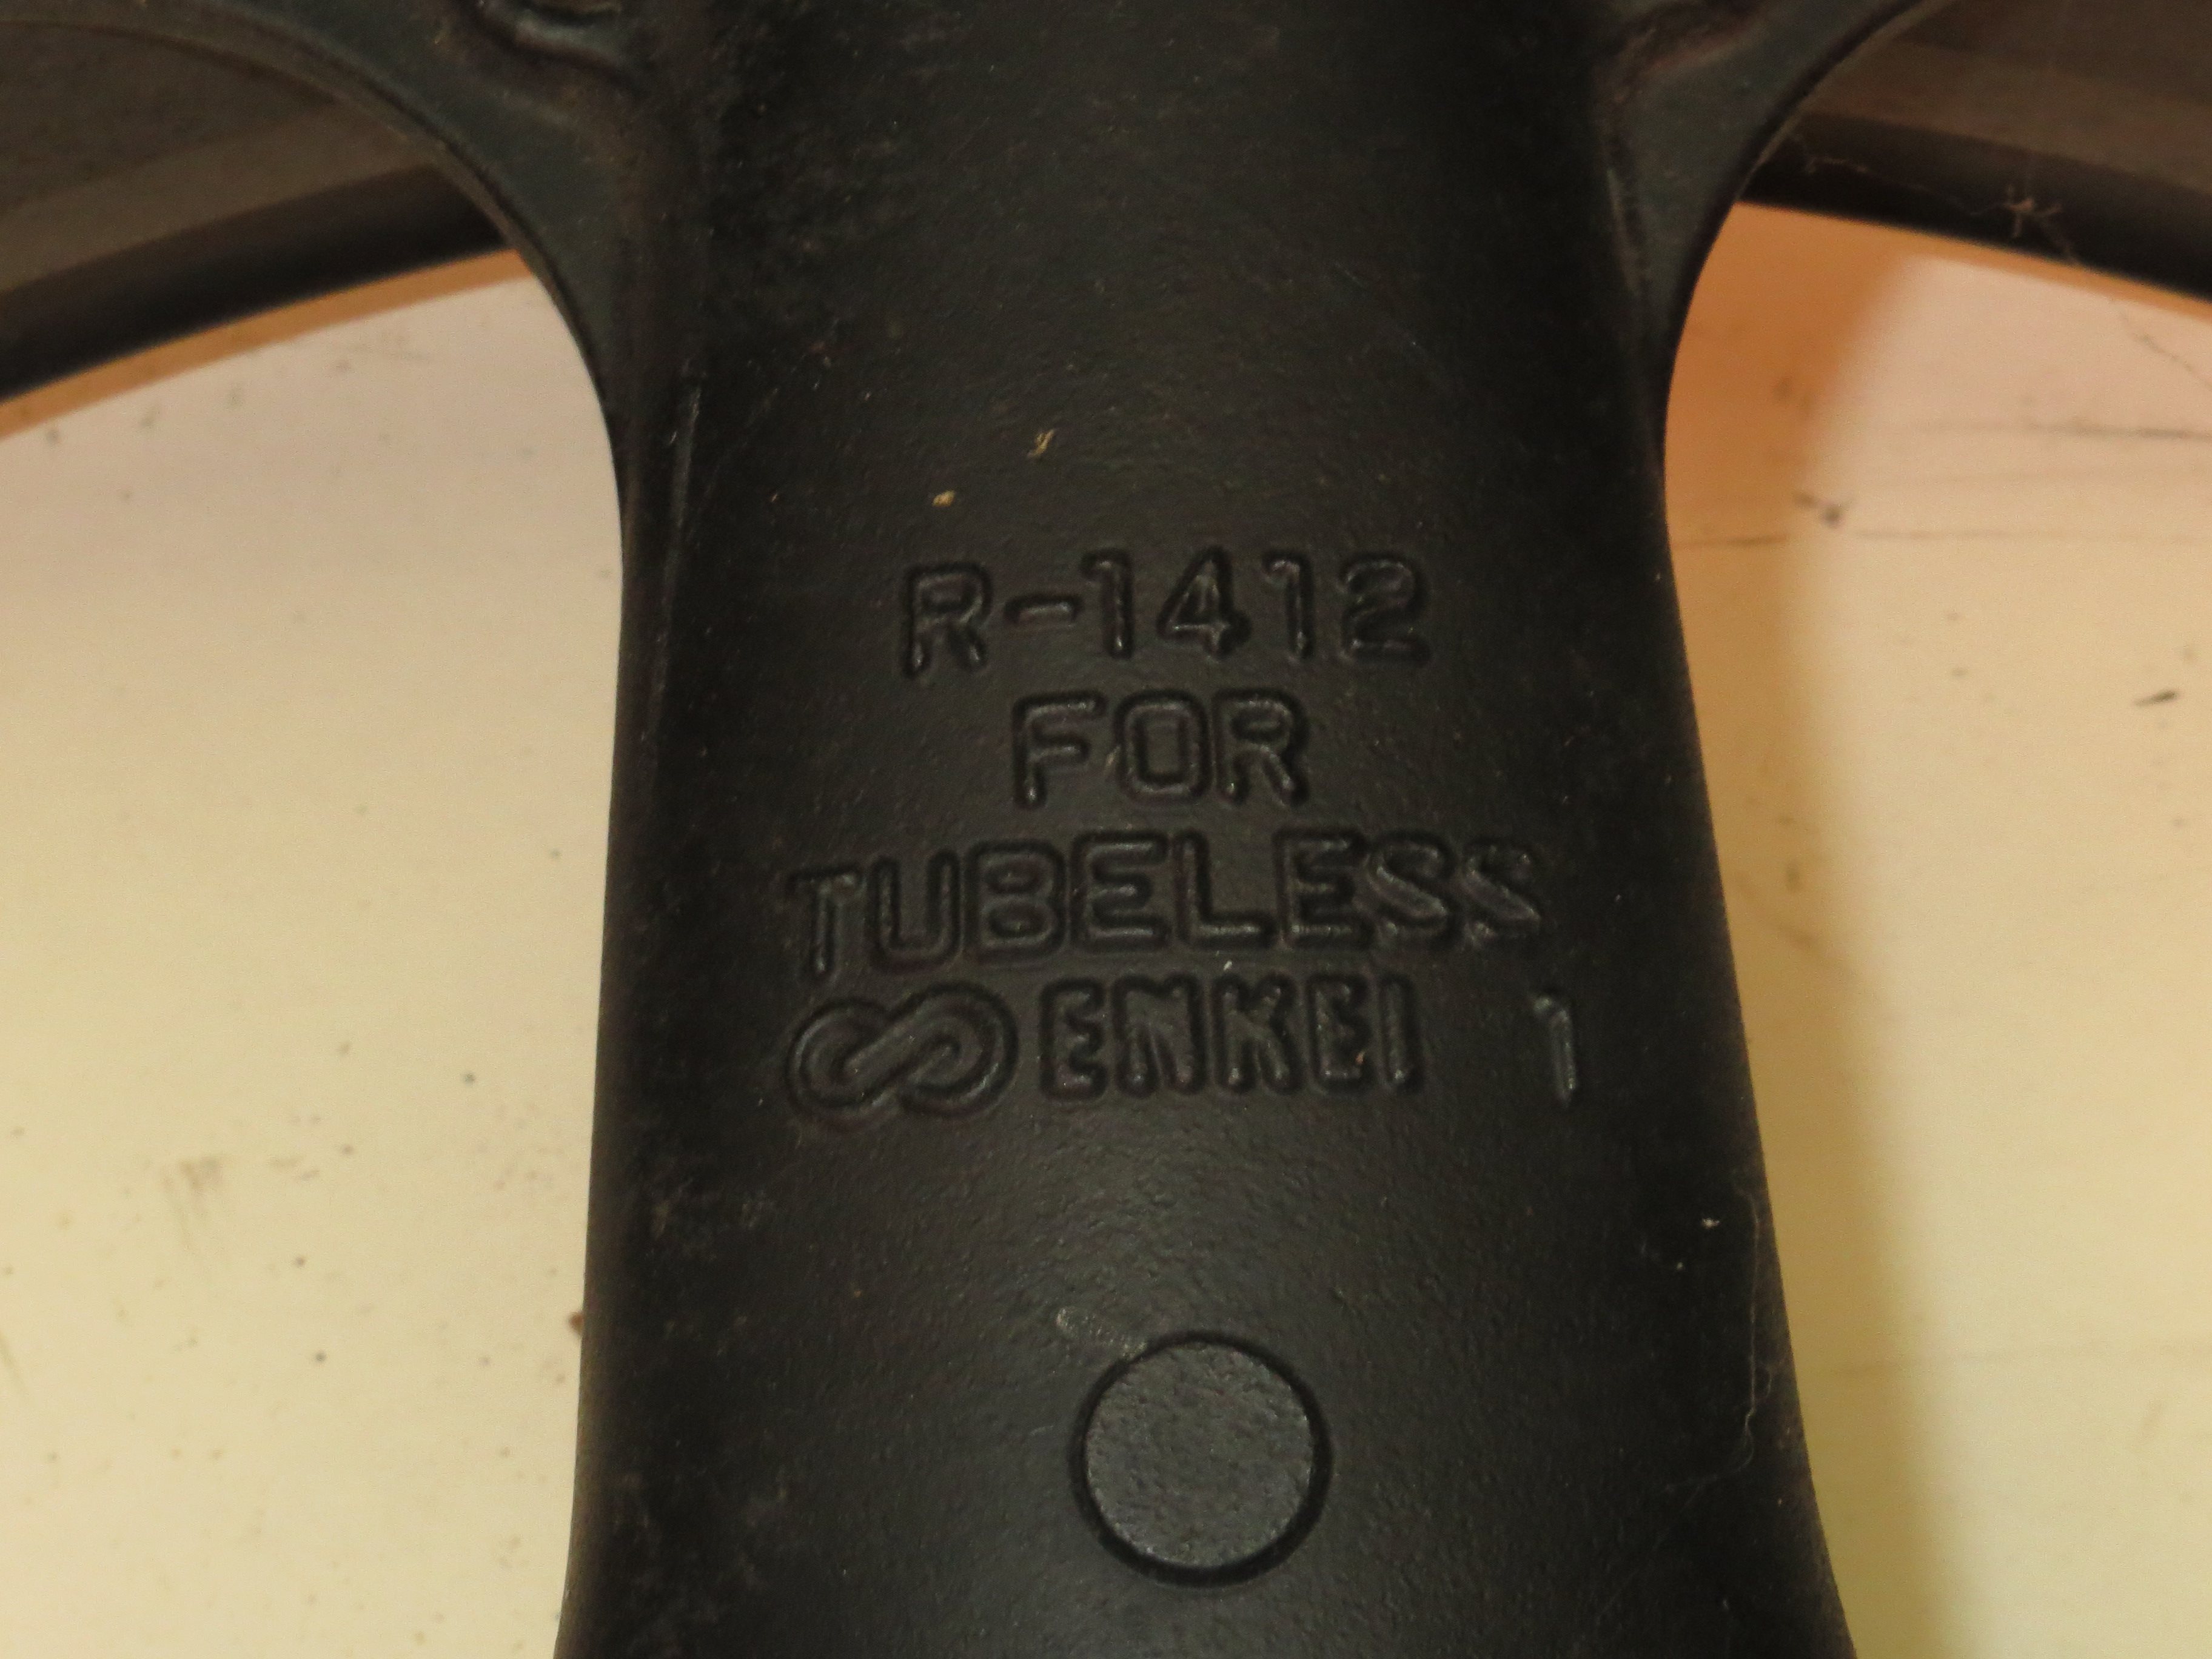 R-1412
FOR
TUBELESS
ENKEI 1